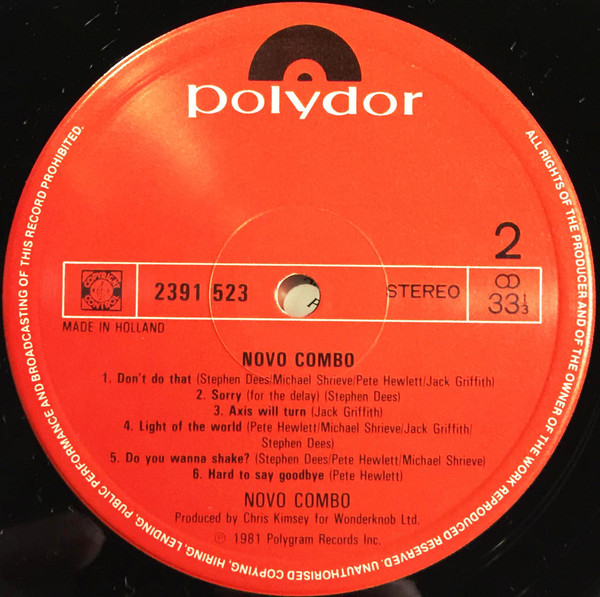 polydor
2
COPYRIGHT CONTROL
2391 523
STEREO
33⅓
MADE IN HOLLAND
NOVO COMBO
1. Don't do that (Stephen Dees/Michael Shrieve/Pete Hewlett/Jack Griffith)
2. Sorry (for the delay) (Stephen Dees)
3. Axis will turn (Jack Griffith)
4. Light of the world (Pete Hewlett/Michael Shrieve/Jack Griffith/
Stephen Dees)
5. Do you wanna shake? (Stephen Dees/Pete Hewlett/Michael Shrieve)
6. Hard to say goodbye (Pete Hewlett)
NOVO COMBO
Produced by Chris Kimsey for Wonderknob Ltd.
℗ 1981 Polygram Records Inc.
ALL RIGHTS OF THE PRODUCER AND OF THE OWNER OF THE WORK REPRODUCED RESERVED. UNAUTHORISED COPYING, HIRING, LENDING, PUBLIC PERFORMANCE AND BROADCASTING OF THIS RECORD PROHIBITED.